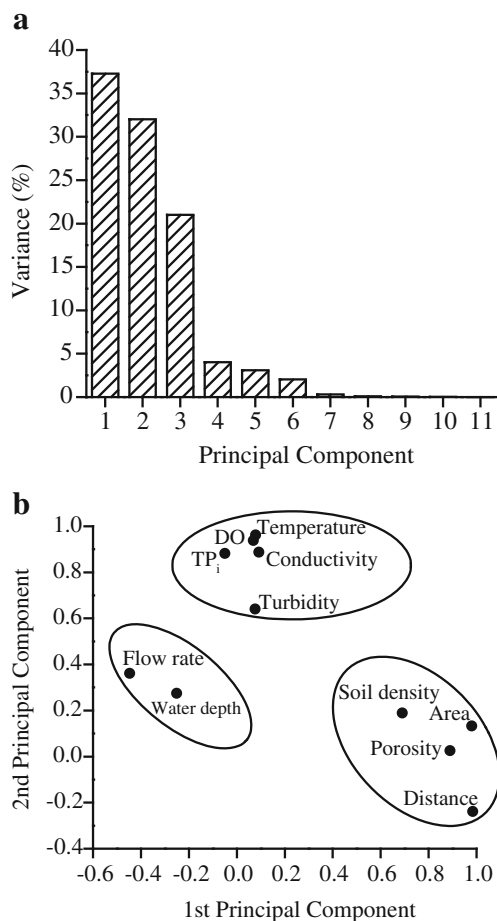 a
40
35
30
25
20
15
10
5
0
Variance (%)
1 2 3 4 5 6 7 8 9 10 11
Principal Component
b
1.0
0.8
0.6
0.4
0.2
0.0
-0.2
-0.4
2nd Principal Component
Temperature
DO
TPi
Conductivity
Turbidity
Flow rate
Water depth
Soil density
Area
Porosity
Distance
-0.6 -0.4 -0.2 0.0 0.2 0.4 0.6 0.8 1.0
1st Principal Component